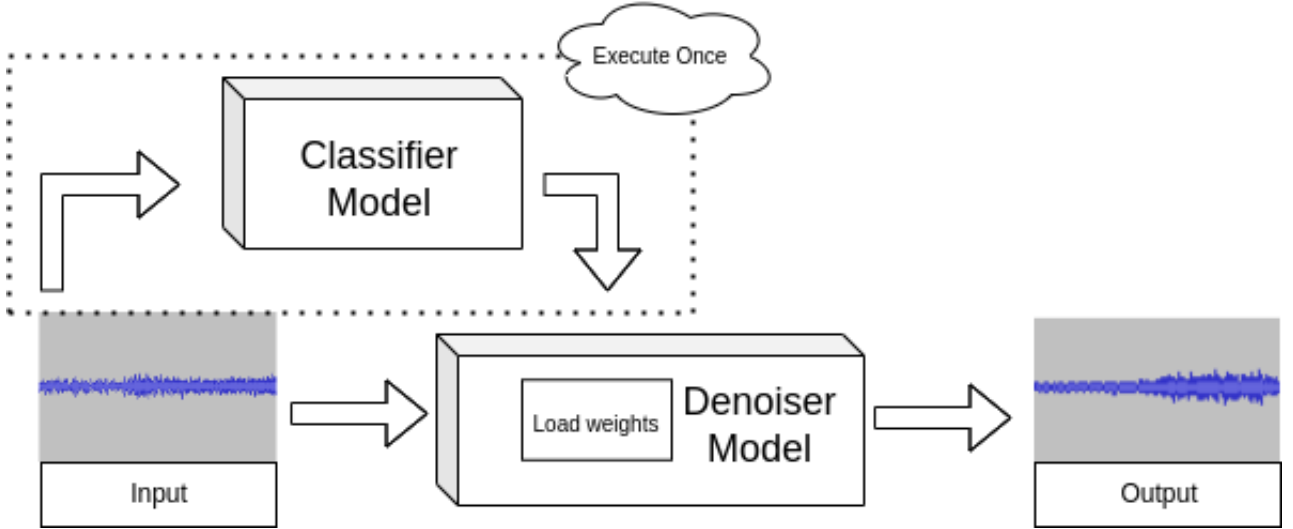 Execute Once
Classifier
Model
Load weights
Denoiser
Model
Input
Output